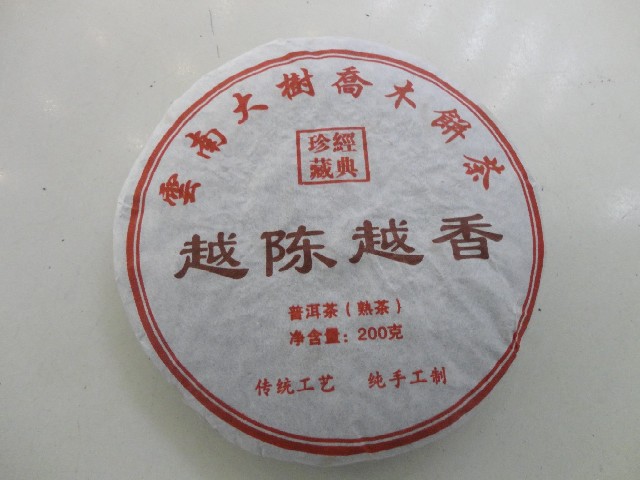 雲南大樹喬木餅茶
經典
珍藏
越陈越香
普洱茶（熟茶）
净含量：200克
传统工艺 纯手工制